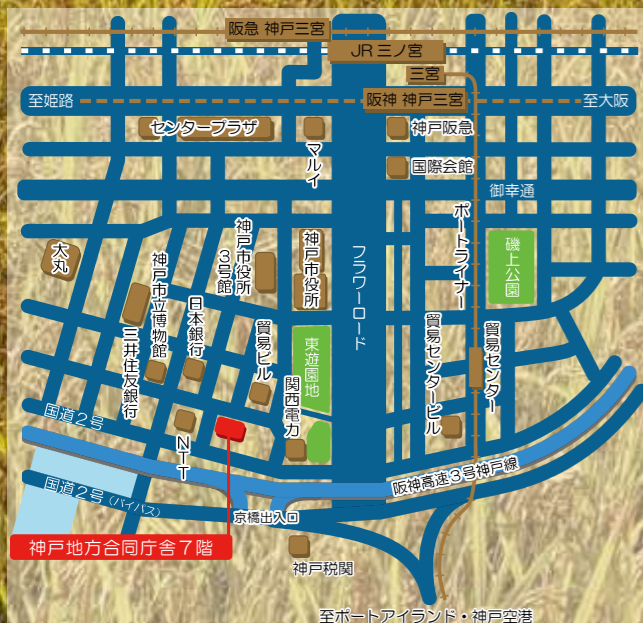 阪急 神戸三宮
JR 三ノ宮
三宮
至姫路
阪神 神戸三宮
至大阪
センタープラザ
マルイ
神戸阪急
国際会館
御幸通
大丸
神戸市立博物館
三井住友銀行
日本銀行
神戸市役所
3号館
神戸市役所
フラワーロード
ポートライナー
磯上公園
貿易ビル
東遊園地
関西電力
貿易センタービル
貿易センター
国道2号
NTT
国道2号(バイパス)
阪神高速3号神戸線
京橋出入口
神戸地方合同庁舎7階
神戸税関
至ポートアイランド・神戸空港